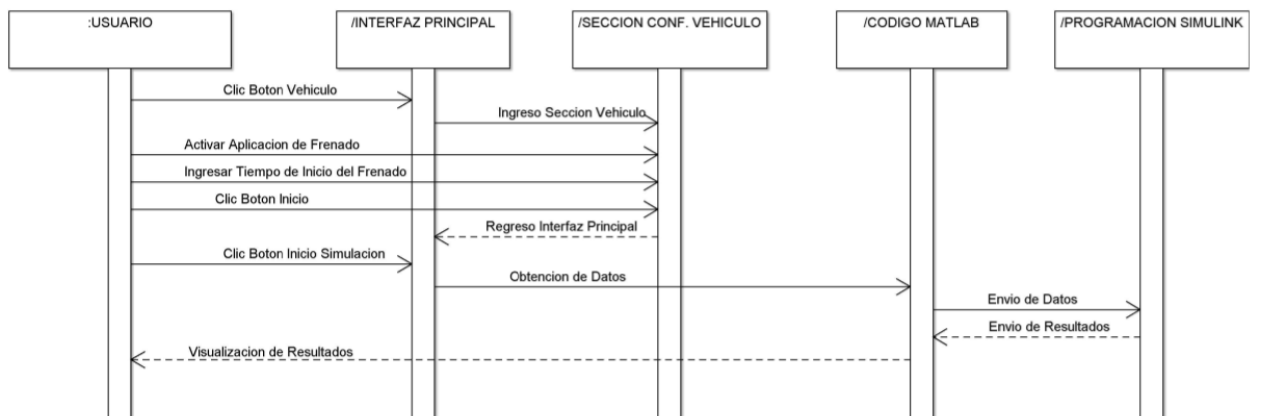 :USUARIO
/INTERFAZ PRINCIPAL
/SECCION CONF. VEHICULO
/CODIGO MATLAB
/PROGRAMACION SIMULINK
Clic Boton Vehiculo
Ingreso Seccion Vehiculo
Activar Aplicacion de Frenado
Ingresar Tiempo de Inicio del Frenado
Clic Boton Inicio
Regreso Interfaz Principal
Clic Boton Inicio Simulacion
Obtencion de Datos
Envio de Datos
Envio de Resultados
Visualizacion de Resultados